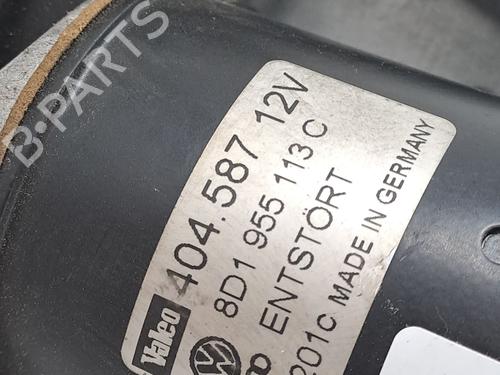 B-PARTS
Valeo 404.587 12V
8D1 955 113 C
ENTSTÖRT
201C MADE IN GERMANY